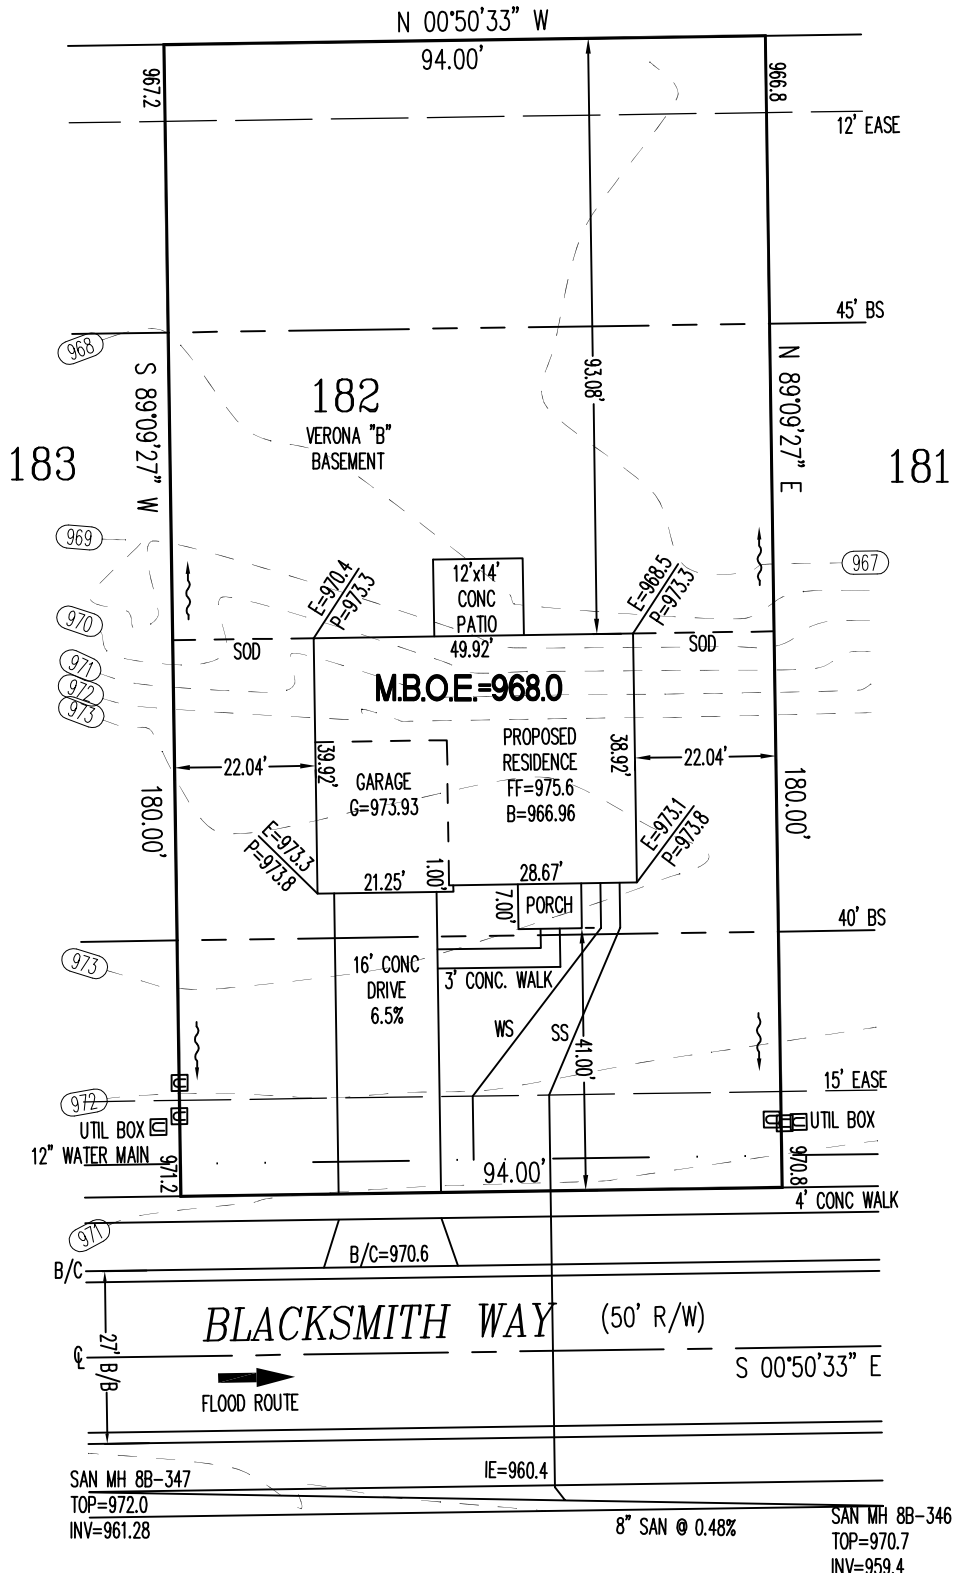 N 00°50'33" W
94.00'
967.2
966.8
12' EASE
45' BS
968
S 89°09'27" W
N 89°09'27" E
93.08'
182
VERONA "B"
BASEMENT
183
181
969
967
970
971
972
973
E=970.4
P=973.3
12'x14'
CONC
PATIO
E=968.5
P=973.3
SOD
49.92'
SOD
M.B.O.E.=968.0
22.04'
39.92'
GARAGE
G=973.93
PROPOSED
RESIDENCE
FF=975.6
B=966.96
38.92'
22.04'
180.00'
180.00'
E=973.3
P=973.8
E=973.1
P=973.8
21.25'
1.00'
28.67'
7.00'
PORCH
40' BS
973
16' CONC
DRIVE
6.5%
3' CONC. WALK
WS
SS
41.00'
972
15' EASE
U
U
UTIL BOX U
U U U UTIL BOX
12" WATER MAIN
971.2
94.00'
970.8
4' CONC WALK
971
B/C
B/C=970.6
BLACKSMITH WAY (50' R/W)
27' B/B
CL
S 00°50'33" E
FLOOD ROUTE
SAN MH 8B-347
TOP=972.0
INV=961.28
IE=960.4
8" SAN @ 0.48%
SAN MH 8B-346
TOP=970.7
INV=959.4